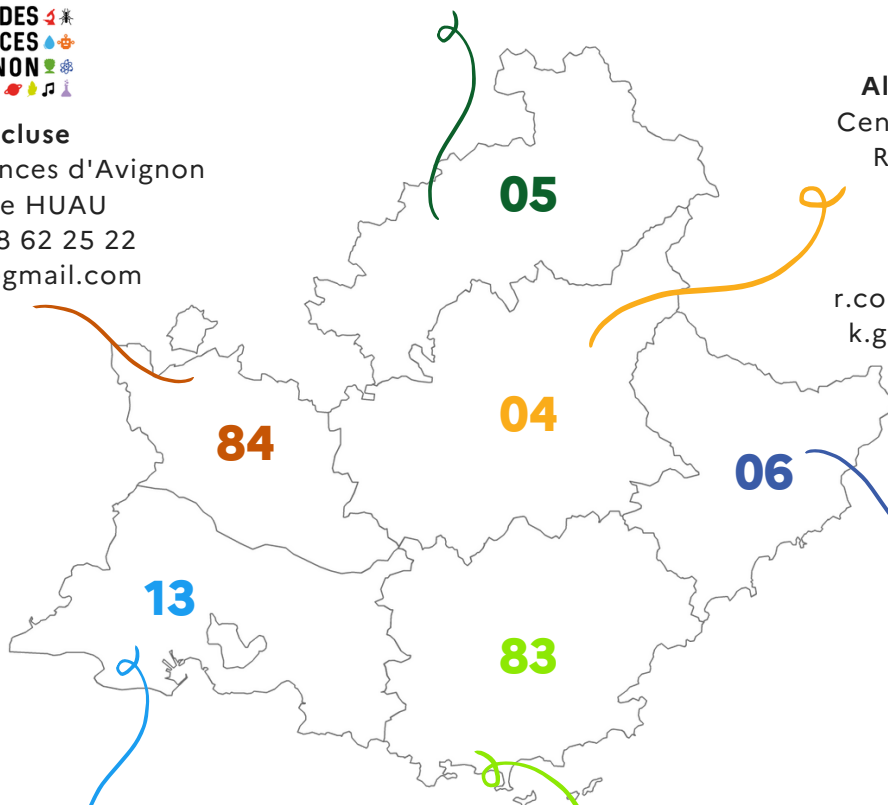 DES
CES
NON
cluse
nces d'Avignon
e HUAU
8 62 25 22
gmail.com
Al
Cen
R
r.co
k.g
05
04
84
06
13
83